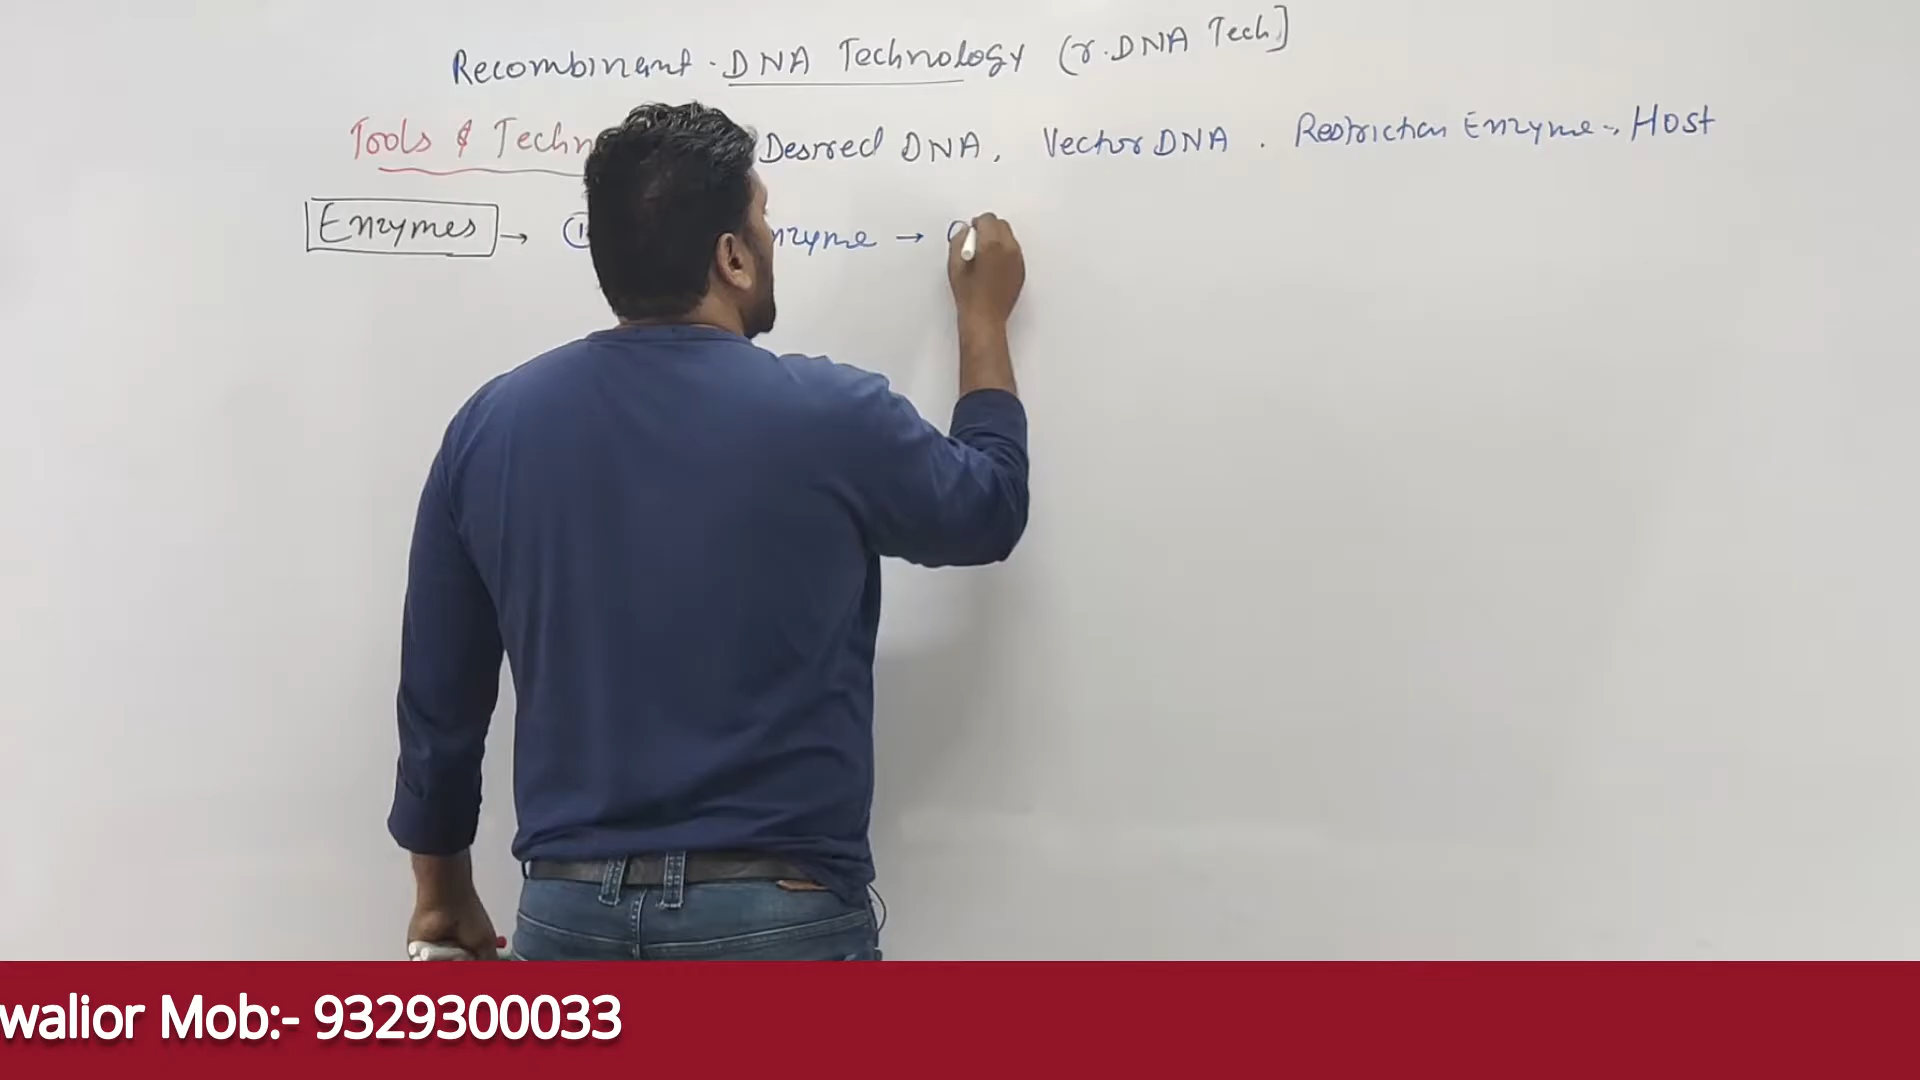 Recombinant DNA Technology (r.DNA Tech]
Tools & Techn Desired DNA, Vector DNA. Restriction Enzyme, Host
Enzymes → ① nzyme →
walior Mob:- 9329300033